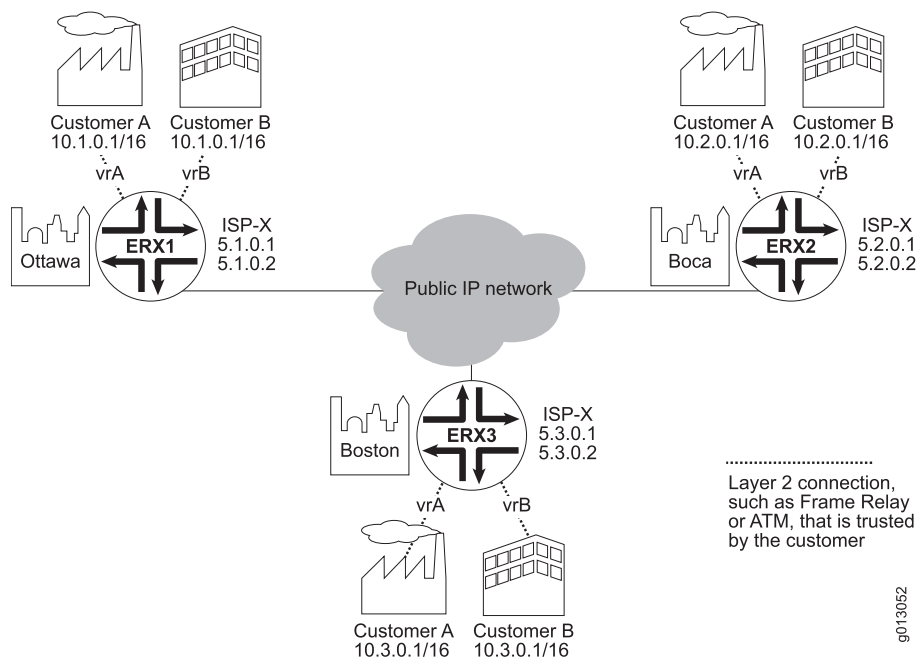 Customer A
10.1.0.1/16
Customer B
10.1.0.1/16
vrA
vrB
Ottawa
ERX1
ISP-X
5.1.0.1
5.1.0.2
Customer A
10.2.0.1/16
Customer B
10.2.0.1/16
vrA
vrB
Boca
ERX2
ISP-X
5.2.0.1
5.2.0.2
Public IP network
Boston
ERX3
ISP-X
5.3.0.1
5.3.0.2
vrA
vrB
Customer A
10.3.0.1/16
Customer B
10.3.0.1/16
Layer 2 connection,
such as Frame Relay
or ATM, that is trusted
by the customer
g013052